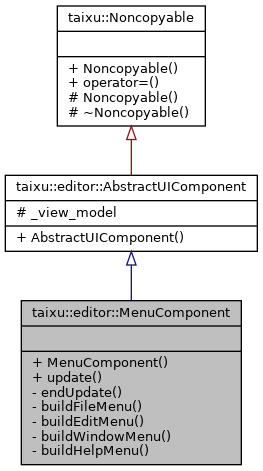 taixu::Noncopyable
+ Noncopyable()
+ operator=()
# Noncopyable()
# ~Noncopyable()
taixu::editor::AbstractUIComponent
# _view_model
+ AbstractUIComponent()
taixu::editor::MenuComponent
+ MenuComponent()
+ update()
- endUpdate()
- buildFileMenu()
- buildEditMenu()
- buildWindowMenu()
- buildHelpMenu()